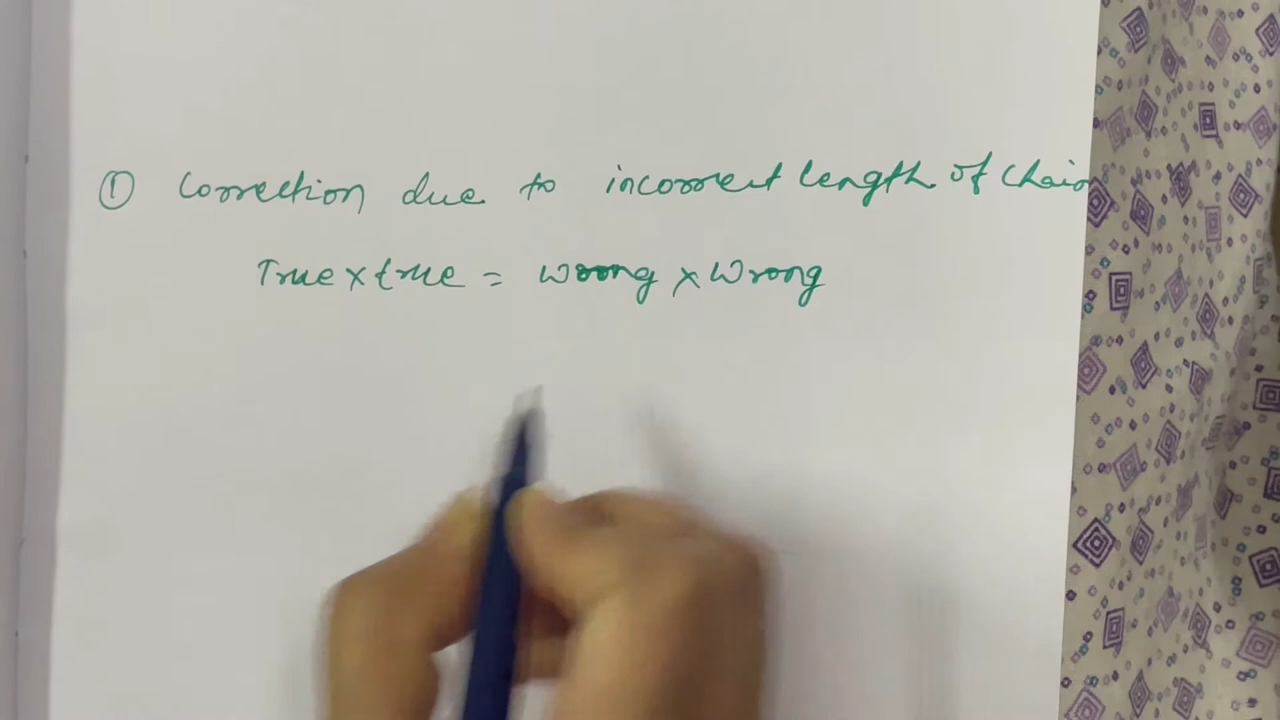 ① Correction due to incorrect length of chain
True × true = wrong × Wrong